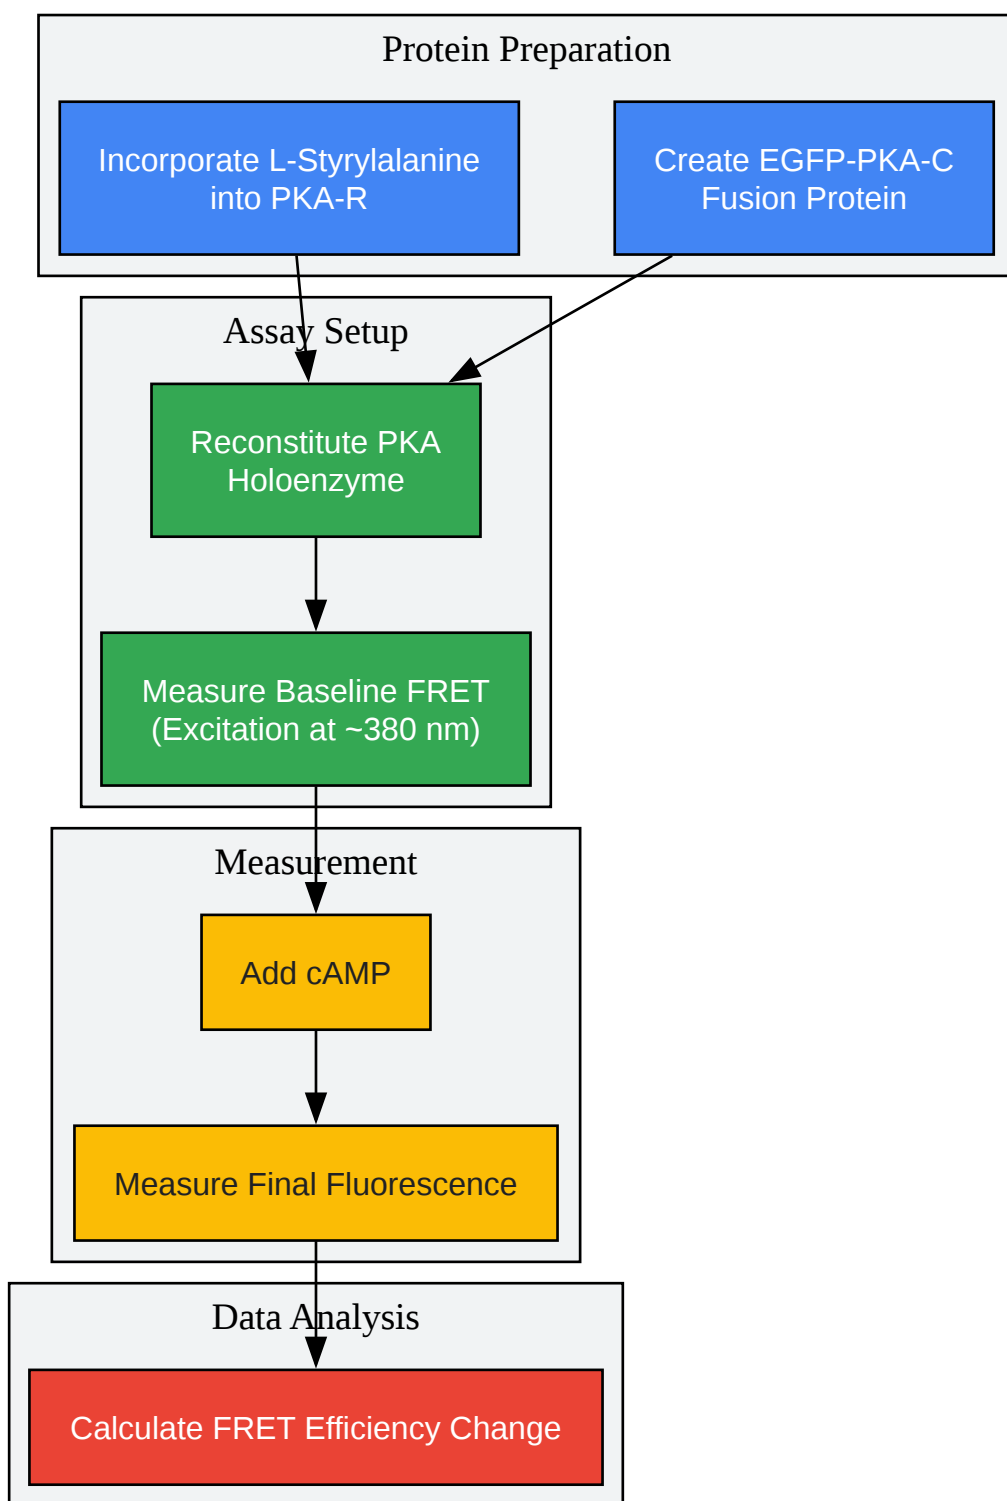 Protein Preparation
Incorporate L-Styrylalanine
into PKA-R
Create EGFP-PKA-C
Fusion Protein
Assay Setup
Reconstitute PKA
Holoenzyme
Measure Baseline FRET
(Excitation at ~380 nm)
Measurement
Add cAMP
Measure Final Fluorescence
Data Analysis
Calculate FRET Efficiency Change